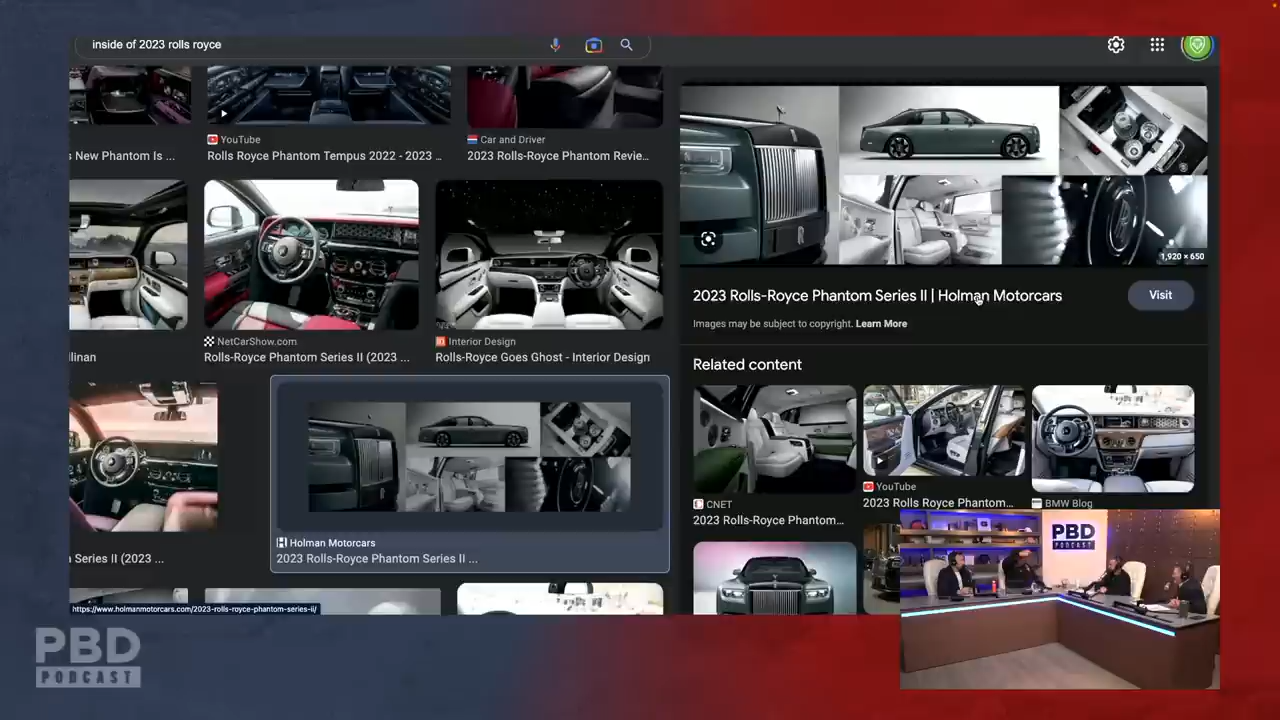 inside of 2023 rolls royce
s New Phantom Is ...
YouTube
Rolls Royce Phantom Tempus 2022 - 2023 ...
Car and Driver
2023 Rolls-Royce Phantom Revie...
llinan
NetCarShow.com
Rolls-Royce Phantom Series II (2023 ...
Interior Design
Rolls-Royce Goes Ghost - Interior Design
Series II (2023 ...
Holman Motorcars
2023 Rolls-Royce Phantom Series II ...
https://www.holmanmotorcars.com/2023-rolls-royce-phantom-series-ii/
1,920 × 650
2023 Rolls-Royce Phantom Series II | Holman Motorcars
Visit
Images may be subject to copyright. Learn More
Related content
CNET
2023 Rolls-Royce Phantom...
YouTube
2023 Rolls Royce Phantom...
BMW Blog
PBD
PODCAST
PBD
PODCAST